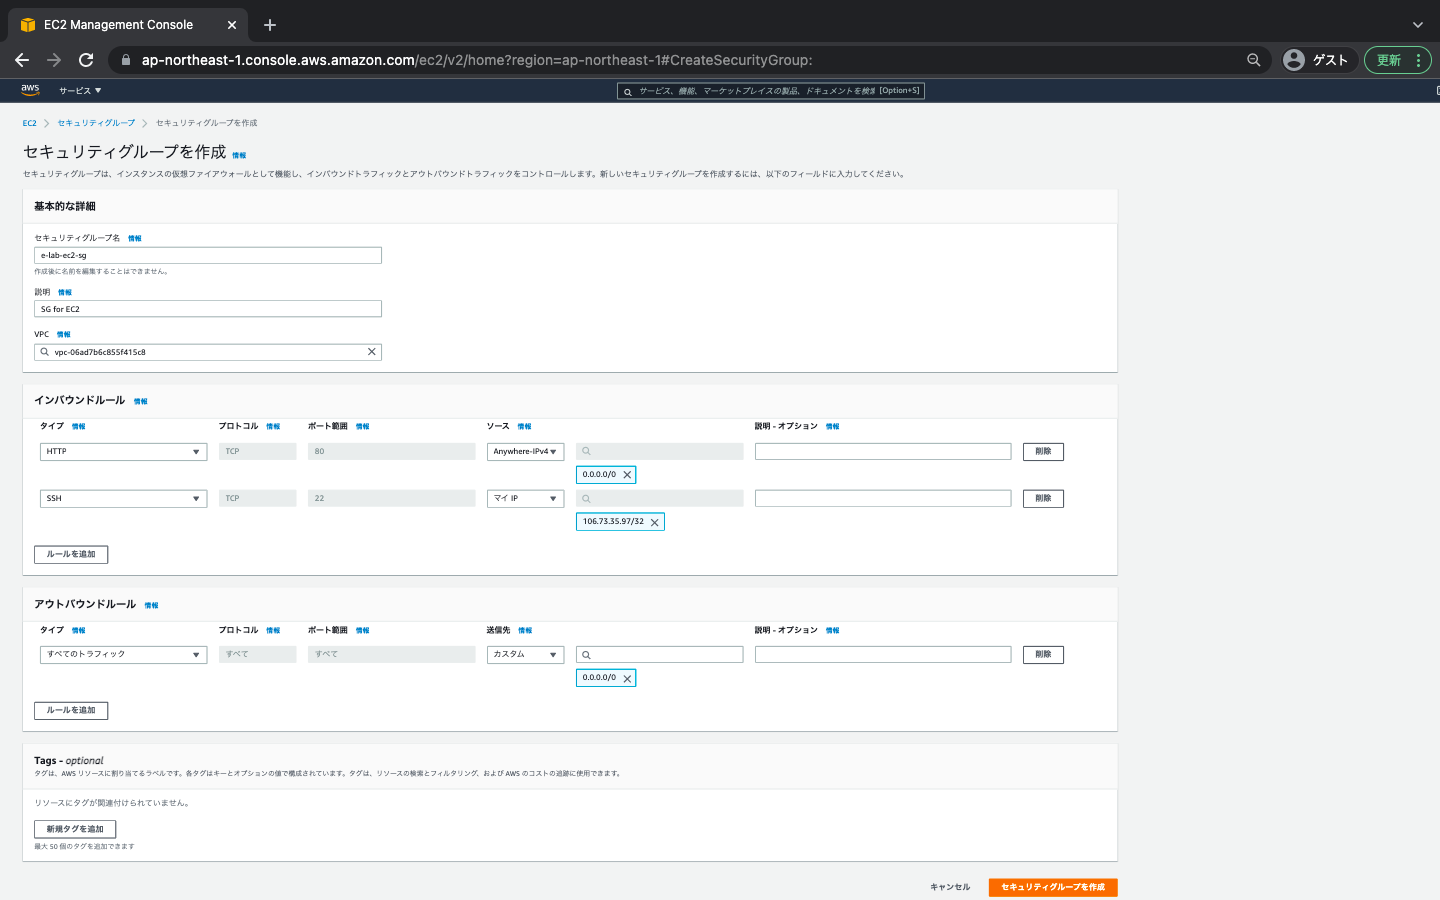 EC2 Management Console
ap-northeast-1.console.aws.amazon.com/ec2/v2/home?region=ap-northeast-1#CreateSecurityGroup:
ゲスト
更新
aws
サービス
サービス、機能、マーケットプレイスの製品、ドキュメントを検索 [Option+S]
EC2 セキュリティグループ セキュリティグループを作成
セキュリティグループを作成 情報
セキュリティグループは、インスタンスの仮想ファイアウォールとして機能し、インバウンドトラフィックとアウトバウンドトラフィックをコントロールします。新しいセキュリティグループを作成するには、以下のフィールドに入力してください。
基本的な詳細
セキュリティグループ名 情報
e-lab-ec2-sg
作成後に名前を編集することはできません。
説明 情報
SG for EC2
VPC 情報
vpc-06ad7b6c855f415c8
インバウンドルール 情報
タイプ 情報 プロトコル 情報 ポート範囲 情報 ソース 情報 説明 - オプション 情報
HTTP TCP 80 Anywhere-IPv4 削除
0.0.0.0/0
SSH TCP 22 マイ IP 削除
106.73.35.97/32
ルールを追加
アウトバウンドルール 情報
タイプ 情報 プロトコル 情報 ポート範囲 情報 送信先 情報 説明 - オプション 情報
すべてのトラフィック すべて すべて カスタム 削除
0.0.0.0/0
ルールを追加
Tags - optional
タグは、AWS リソースに割り当てるラベルです。各タグはキーとオプションの値で構成されています。タグは、リソースの検索とフィルタリング、および AWS のコストの追跡に使用できます。
リソースにタグが関連付けられていません。
新規タグを追加
最大 50 個のタグを追加できます
キャンセル セキュリティグループを作成